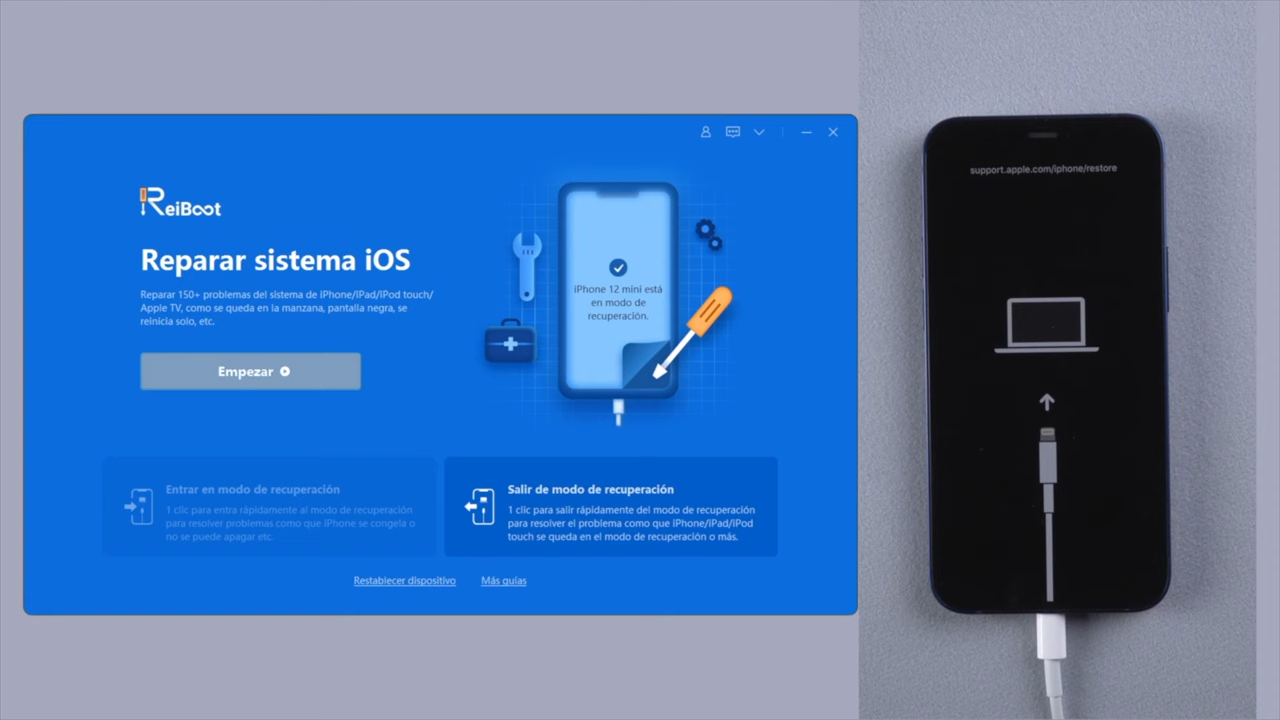 ReiBoot
Reparar sistema iOS
Reparar 150+ problemas del sistema de iPhone/iPad/iPod touch/
Apple TV, como se queda en la manzana, pantalla negra, se
reinicia solo, etc.
Empezar
iPhone 12 mini está
en modo de
recuperación.
Entrar en modo de recuperación
1 clic para entra rápidamente al modo de recuperación
para resolver problemas como que iPhone se congela o
no se puede apagar etc.
Salir de modo de recuperación
1 clic para salir rápidamente del modo de recuperación
para resolver el problema como que iPhone/iPad/iPod
touch se queda en el modo de recuperación o más.
Restablecer dispositivo
Más guías
support.apple.com/iphone/restore